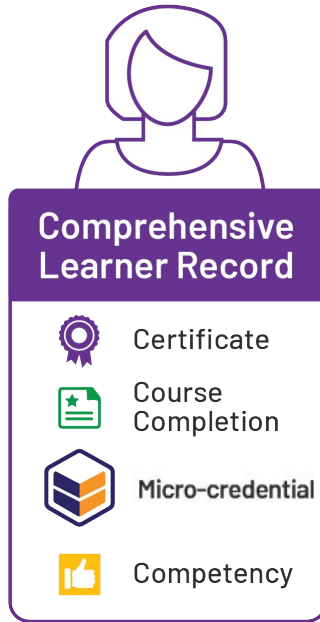 Comprehensive
Learner Record
Certificate
Course
Completion
Micro-credential
Competency